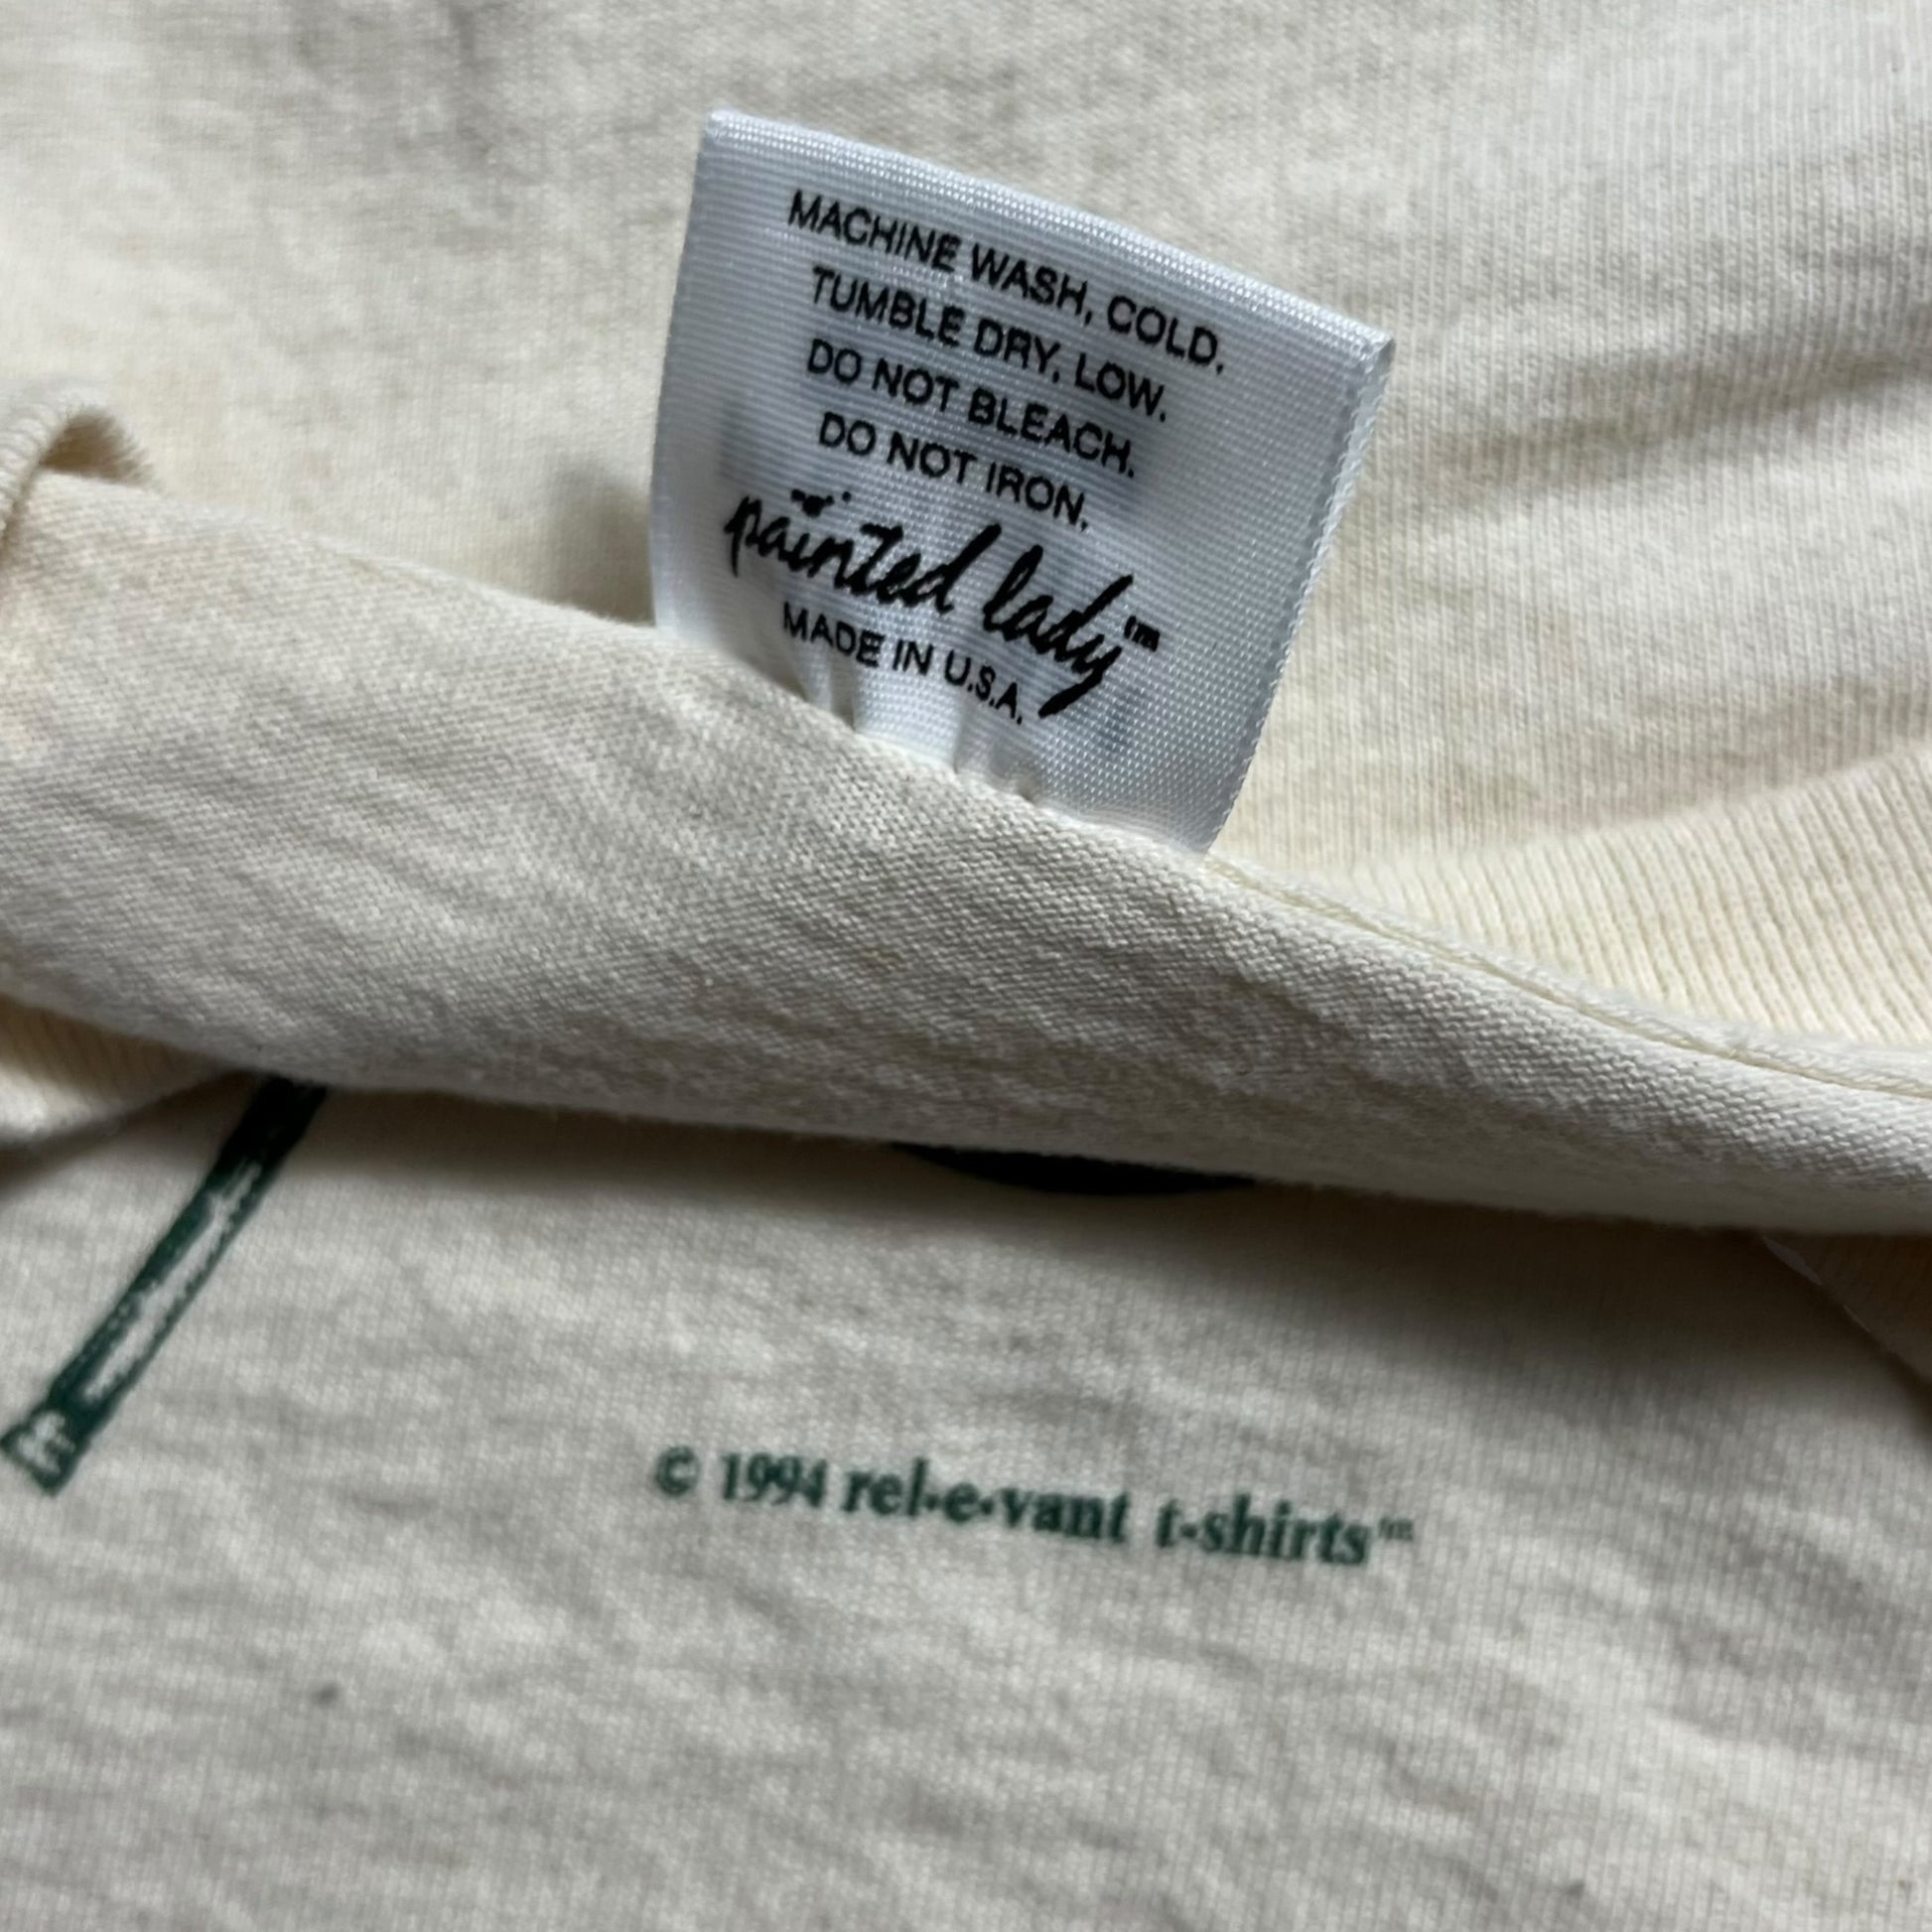 MACHINE WASH, COLD.
TUMBLE DRY, LOW.
DO NOT BLEACH.
DO NOT IRON.
painted lady™
MADE IN U.S.A.
© 1994 rel•e•vant t-shirts™